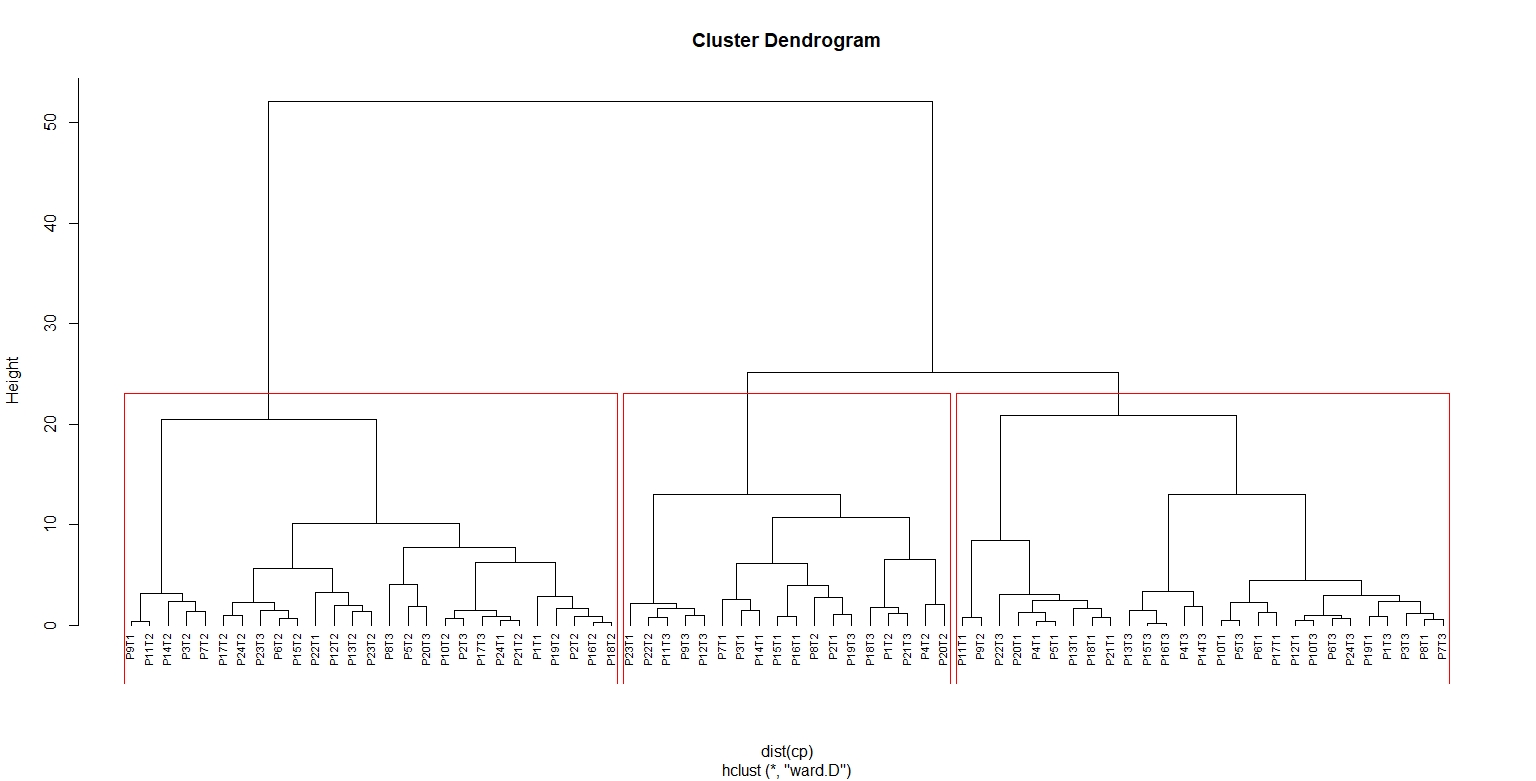 Cluster Dendrogram
Height
50
40
30
20
10
0
P9T1
P11T2
P14T2
P3T2
P7T2
P17T2
P24T2
P23T3
P6T2
P15T2
P22T1
P12T2
P13T2
P23T2
P8T3
P5T2
P20T3
P10T2
P2T3
P17T3
P24T1
P21T2
P1T1
P19T2
P2T2
P16T2
P18T2
P23T1
P22T2
P11T3
P9T3
P12T3
P7T1
P3T1
P14T1
P15T1
P16T1
P8T2
P2T1
P19T3
P18T3
P1T2
P21T3
P4T2
P20T2
P11T1
P9T2
P22T3
P20T1
P4T1
P5T1
P13T1
P18T1
P21T1
P13T3
P15T3
P16T3
P4T3
P14T3
P10T1
P5T3
P6T1
P17T1
P12T1
P10T3
P6T3
P24T3
P19T1
P1T3
P3T3
P8T1
P7T3
dist(cp)
hclust (*, "ward.D")